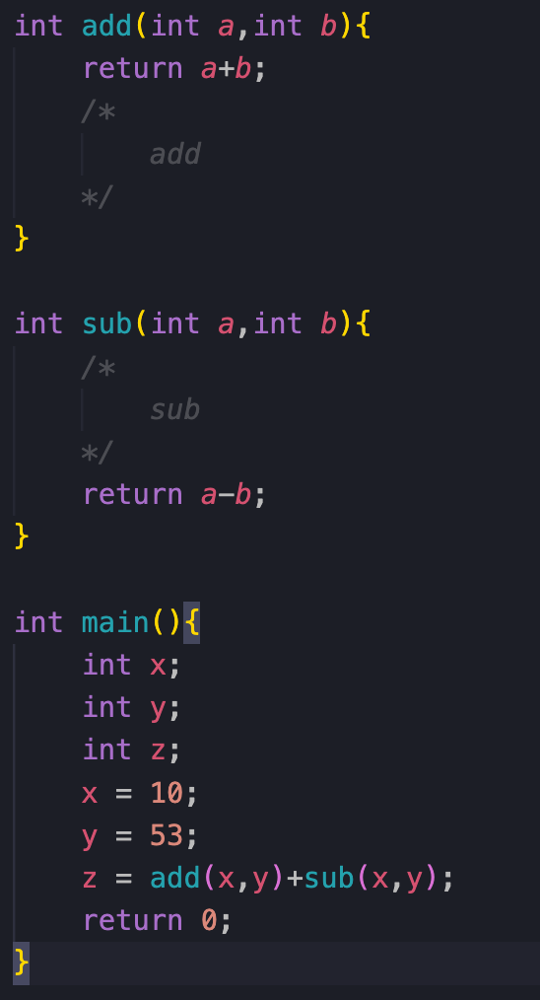 int add(int a,int b){
    return a+b;
    /*
        add
    */
}

int sub(int a,int b){
    /*
        sub
    */
    return a-b;
}

int main(){
    int x;
    int y;
    int z;
    x = 10;
    y = 53;
    z = add(x,y)+sub(x,y);
    return 0;
}